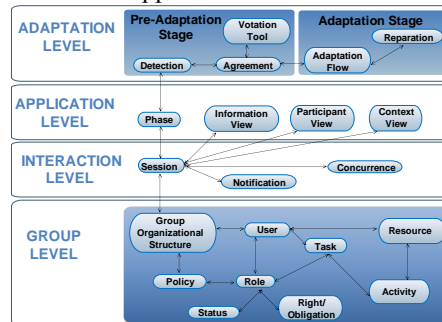 Pre-Adaptation
Stage
Adaptation Stage
ADAPTATION
LEVEL
Votation
Tool
Reparation
Adaptation
Flow
Detection
Agreement
APPLICATION
LEVEL
Phase
Information
View
Participant
View
Context
View
INTERACTION
LEVEL
Session
Concurrence
Notification
GROUP
LEVEL
Group
Organizational
Structure
User
Resource
Task
Policy
Role
Activity
Status
Right/
Obligation